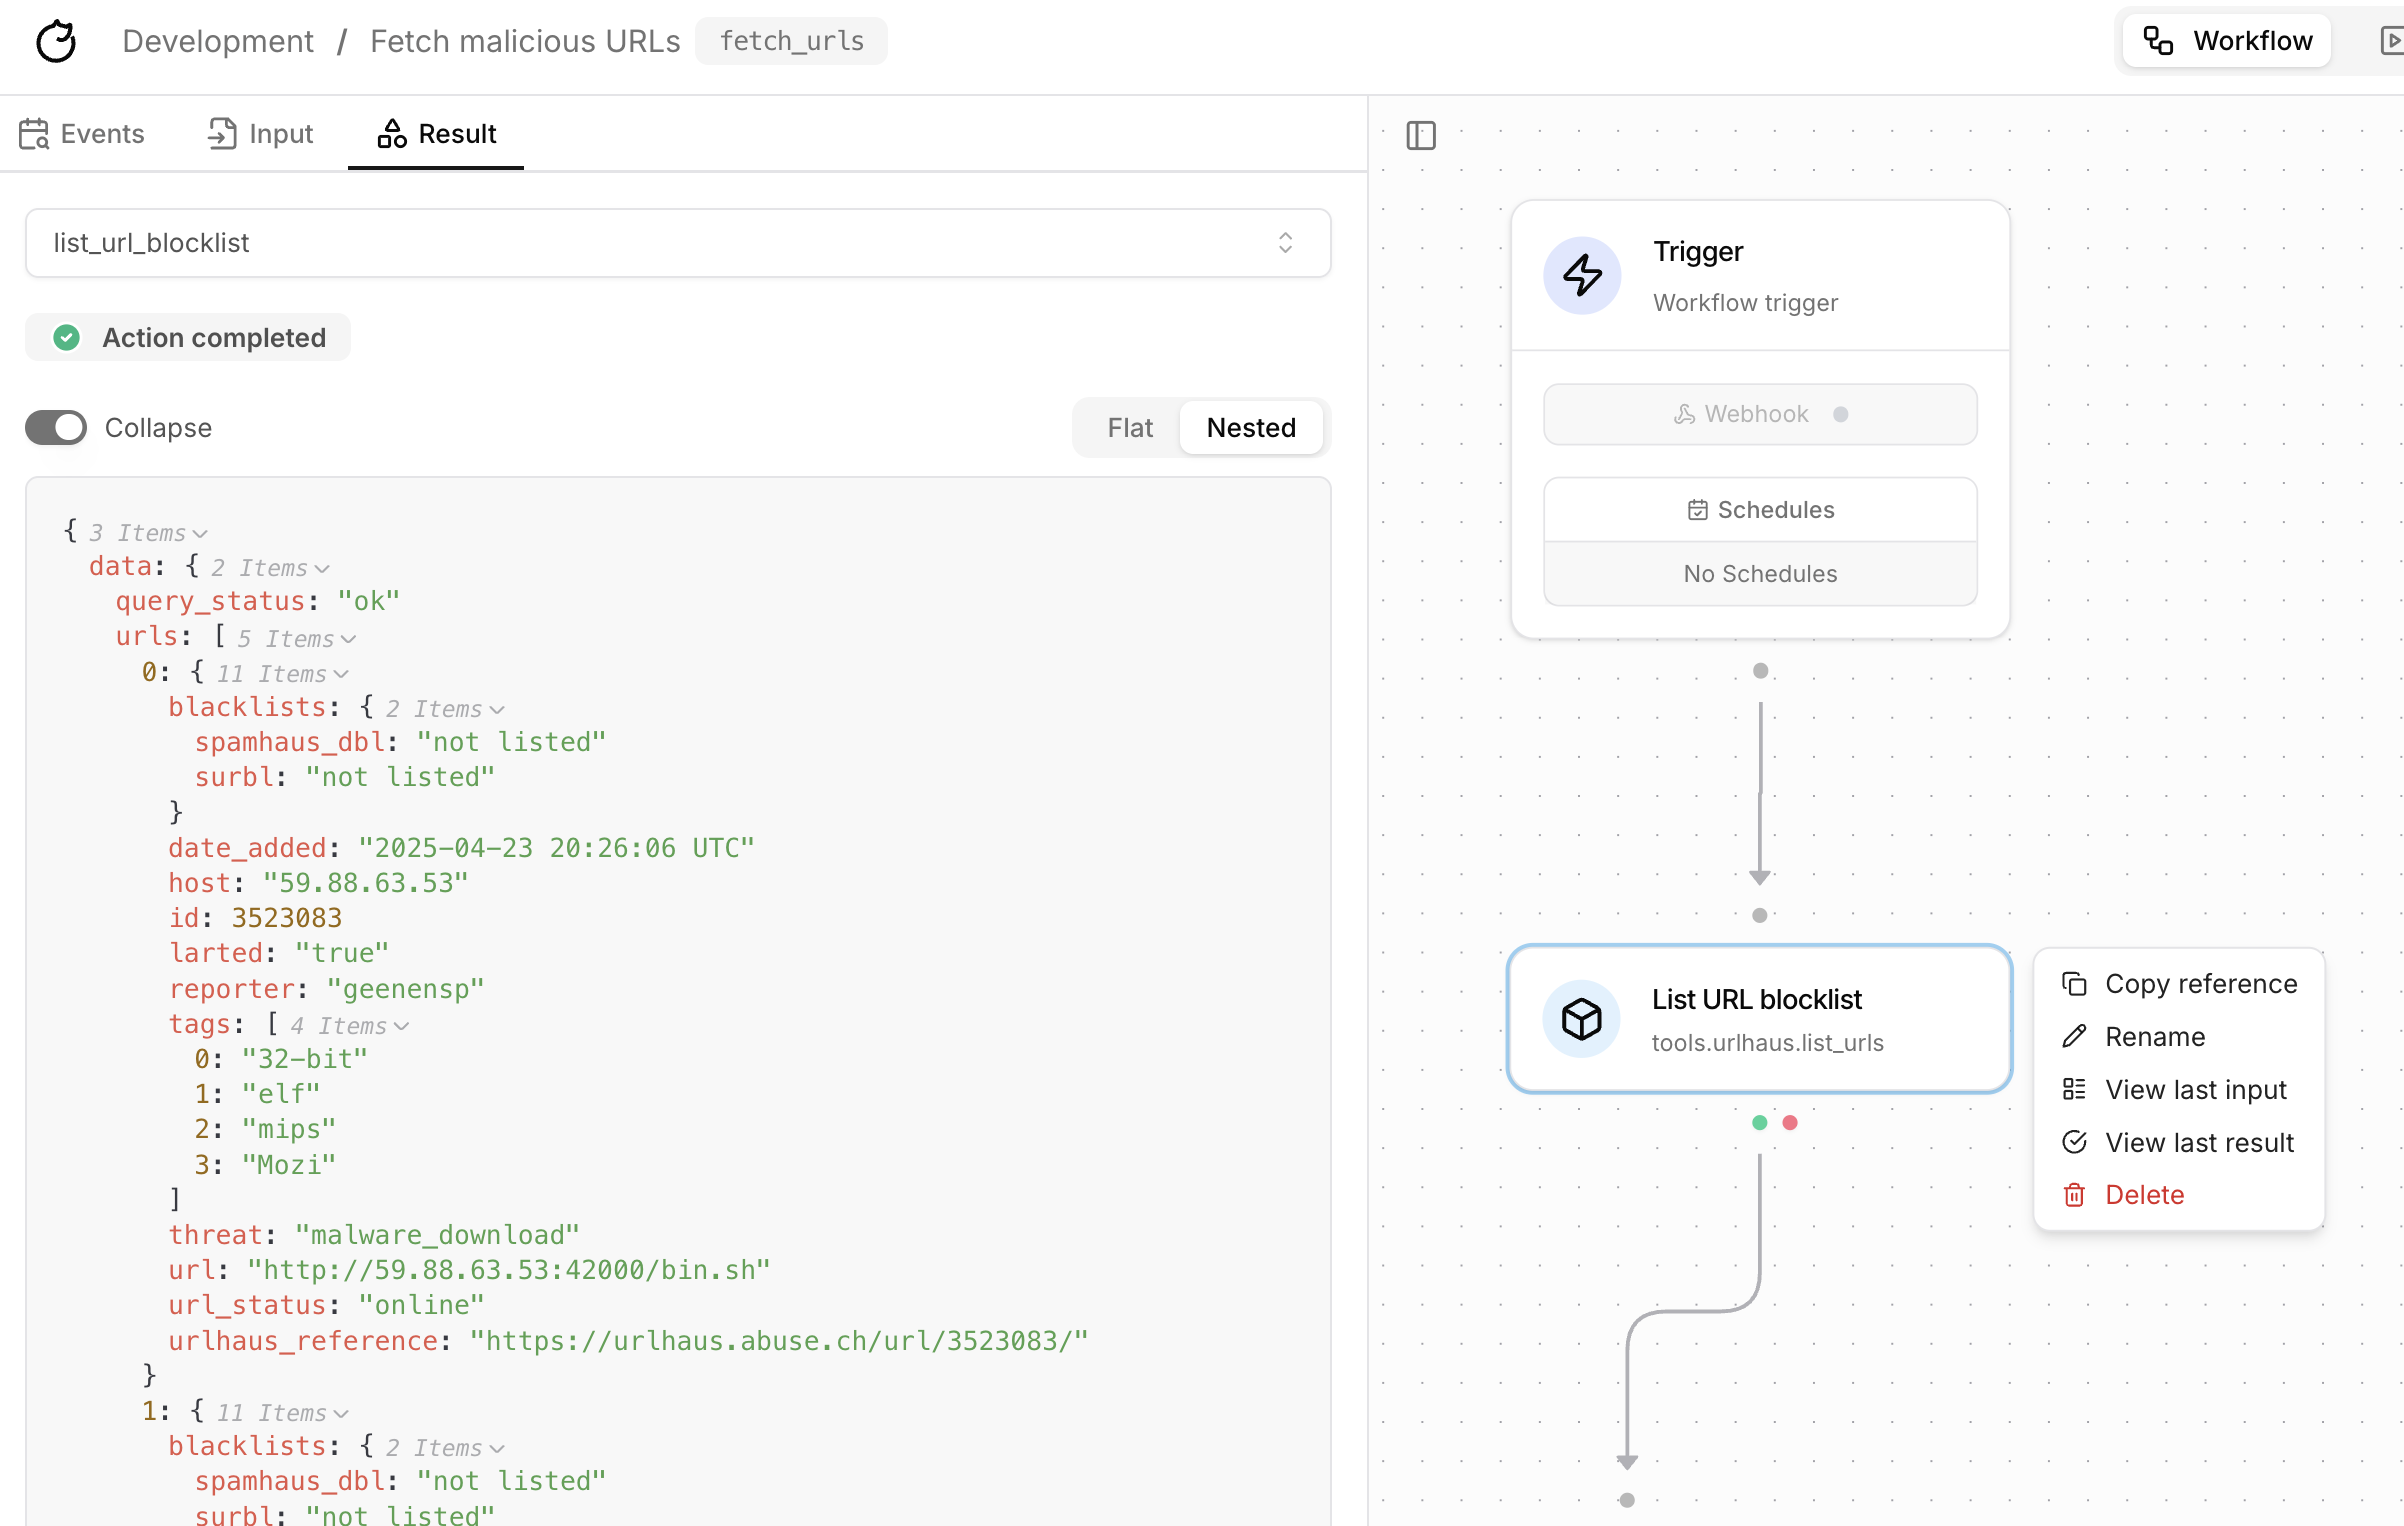 Development / Fetch malicious URLs fetch_urls
Workflow
Events Input Result
list_url_blocklist
Action completed
Collapse
Flat Nested
{ 3 Items
data: { 2 Items
query_status: "ok"
urls: [ 5 Items
0: { 11 Items
blacklists: { 2 Items
spamhaus_dbl: "not listed"
surbl: "not listed"
}
date_added: "2025-04-23 20:26:06 UTC"
host: "59.88.63.53"
id: 3523083
larted: "true"
reporter: "geenensp"
tags: [ 4 Items
0: "32-bit"
1: "elf"
2: "mips"
3: "Mozi"
]
threat: "malware_download"
url: "http://59.88.63.53:42000/bin.sh"
url_status: "online"
urlhaus_reference: "https://urlhaus.abuse.ch/url/3523083/"
}
1: { 11 Items
blacklists: { 2 Items
spamhaus_dbl: "not listed"
surbl: "not listed"
Trigger
Workflow trigger
Webhook
Schedules
No Schedules
List URL blocklist
tools.urlhaus.list_urls
Copy reference
Rename
View last input
View last result
Delete